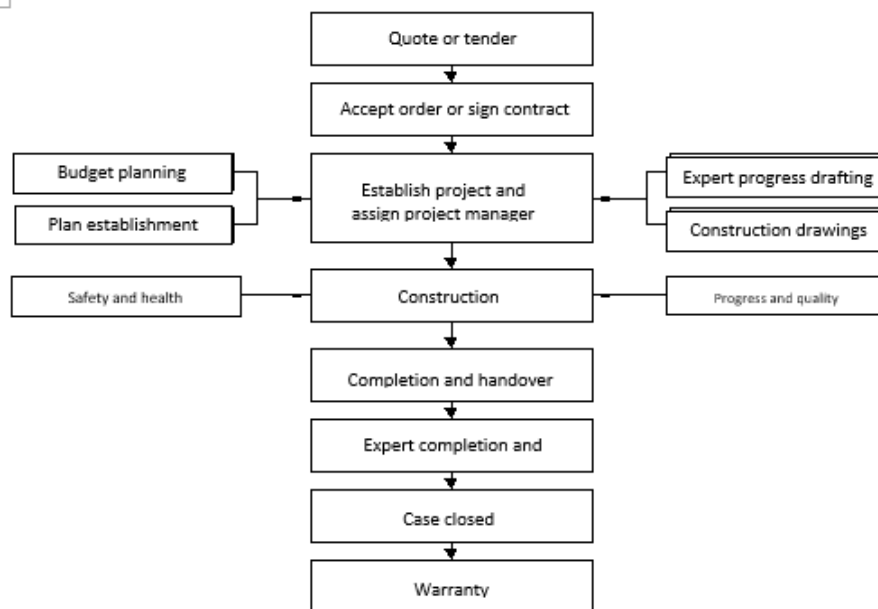 Quote or tender
Accept order or sign contract
Budget planning
Plan establishment
Establish project and
assign project manager
Expert progress drafting
Construction drawings
Safety and health
Construction
Progress and quality
Completion and handover
Expert completion and
Case closed
Warranty